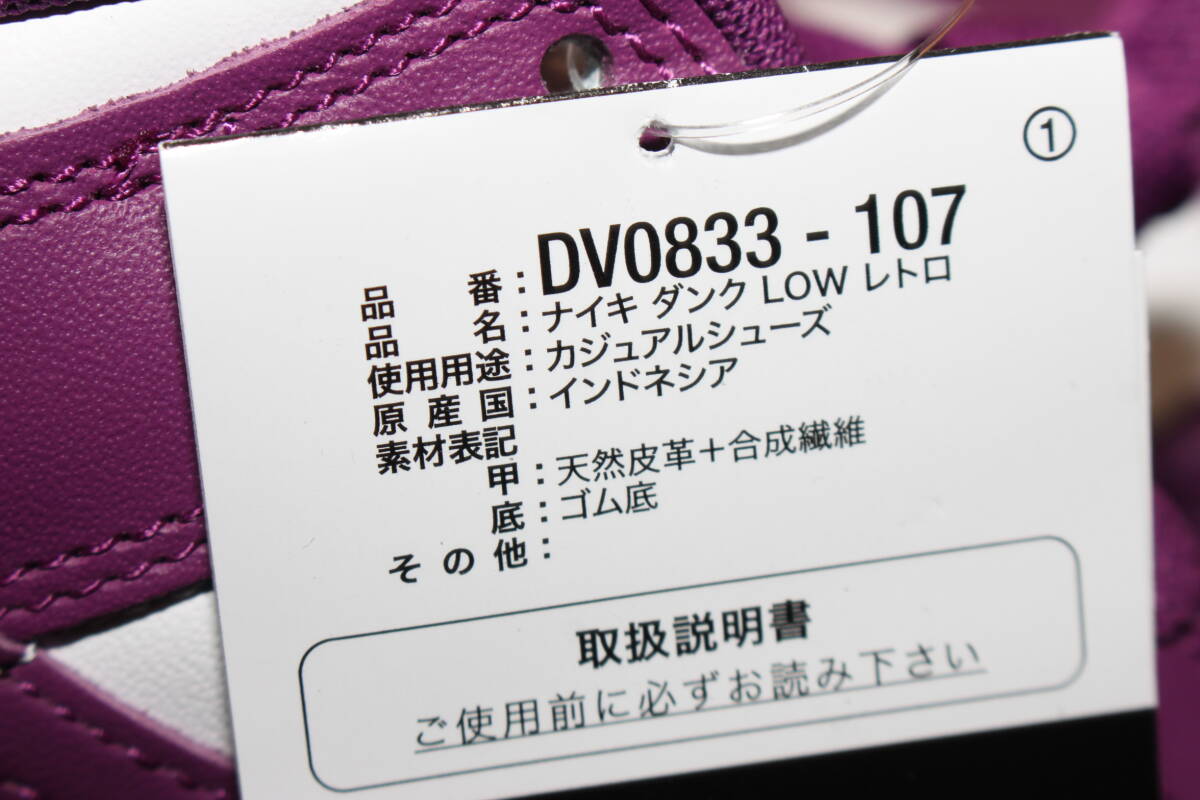 ①
品番：DV0833 - 107
品名：ナイキ ダンク LOW レトロ
使用用途：カジュアルシューズ
原産国：インドネシア
素材表記
甲：天然皮革＋合成繊維
底：ゴム底
その他：
取扱説明書
ご使用前に必ずお読み下さい